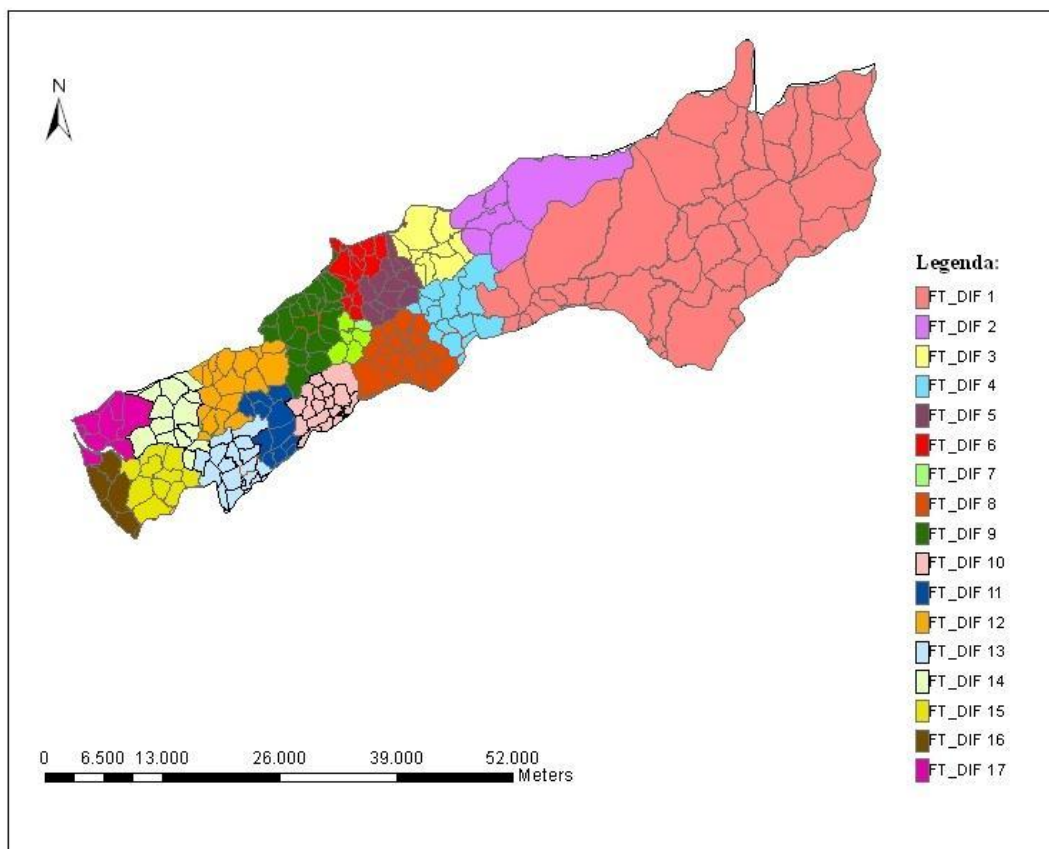 N
Legenda:
FT_DIF 1
FT_DIF 2
FT_DIF 3
FT_DIF 4
FT_DIF 5
FT_DIF 6
FT_DIF 7
FT_DIF 8
FT_DIF 9
FT_DIF 10
FT_DIF 11
FT_DIF 12
FT_DIF 13
FT_DIF 14
FT_DIF 15
FT_DIF 16
FT_DIF 17
0 6.500 13.000 26.000 39.000 52.000
Meters